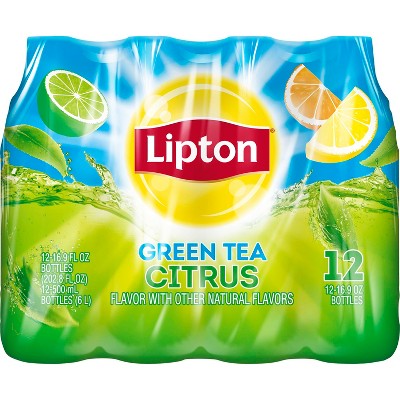 Lipton
GREEN TEA
CITRUS
FLAVOR WITH OTHER NATURAL FLAVORS
12-16.9 FL OZ
BOTTLES
(202.8 FL OZ)
12-500 mL
BOTTLES (6 L)
12
12-16.9 OZ
BOTTLES